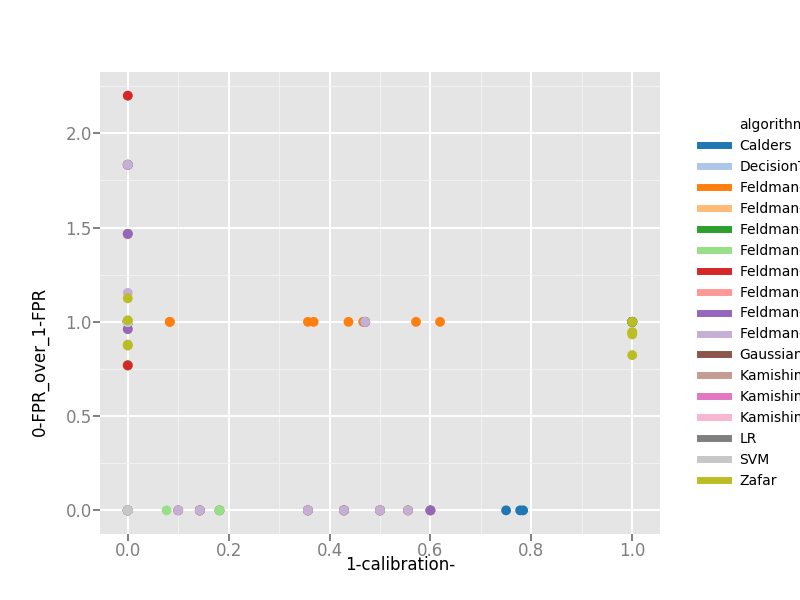 0-FPR_over_1-FPR
2.0
1.5
1.0
0.5
0.0
0.0 0.2 0.4 0.6 0.8 1.0
1-calibration-
algorithm
Calders
Decision
Feldman
Feldman
Feldman
Feldman
Feldman
Feldman
Feldman
Feldman
Gaussian
Kamishin
Kamishin
Kamishin
LR
SVM
Zafar